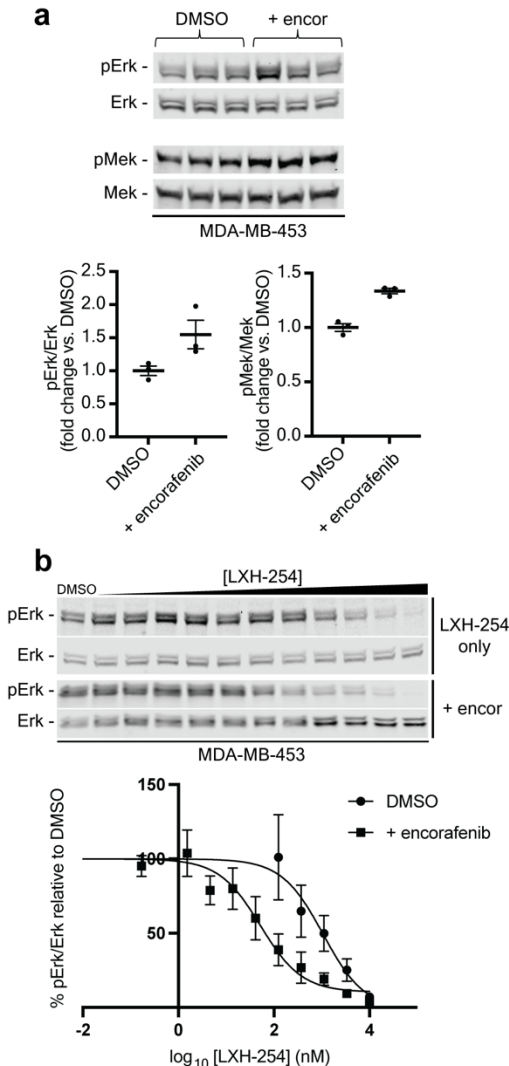 a
DMSO + encor
pErk -
Erk -
pMek -
Mek -
MDA-MB-453
pErk/Erk
(fold change vs. DMSO)
2.5
2.0
1.5
1.0
0.5
0.0
DMSO
+ encorafenib
pMek/Mek
(fold change vs. DMSO)
1.5
1.0
0.5
0.0
DMSO
+ encorafenib
b
DMSO [LXH-254]
pErk -
Erk -
LXH-254
only
pErk -
Erk -
+ encor
MDA-MB-453
% pErk/Erk relative to DMSO
150
100
50
-2 0 2 4
log10 [LXH-254] (nM)
DMSO
+ encorafenib